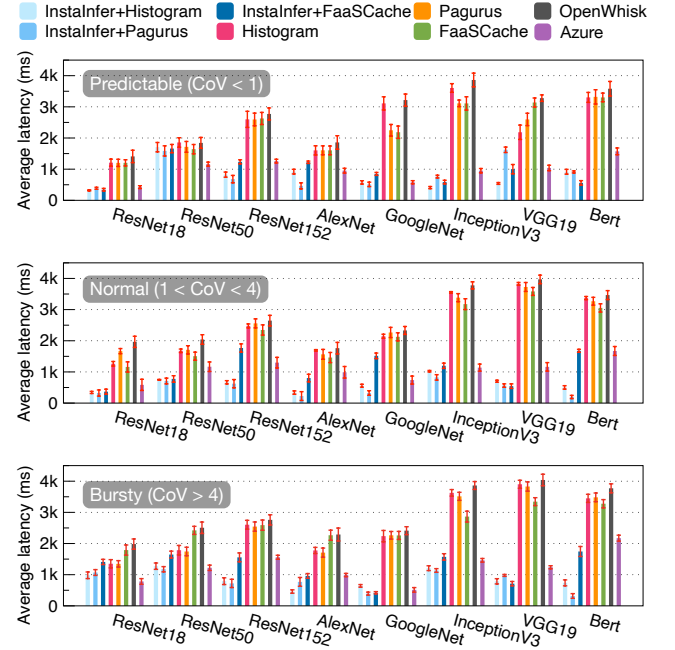 InstaInfer+Histogram InstaInfer+FaaSCache Pagurus OpenWhisk
InstaInfer+Pagurus Histogram FaaSCache Azure
Average latency (ms)
4k
3k
2k
1k
0
Predictable (CoV < 1)
ResNet18 ResNet50 ResNet152 AlexNet GoogleNet InceptionV3 VGG19 Bert
Average latency (ms)
4k
3k
2k
1k
0
Normal (1 < CoV < 4)
ResNet18 ResNet50 ResNet152 AlexNet GoogleNet InceptionV3 VGG19 Bert
Average latency (ms)
4k
3k
2k
1k
0
Bursty (CoV > 4)
ResNet18 ResNet50 ResNet152 AlexNet GoogleNet InceptionV3 VGG19 Bert